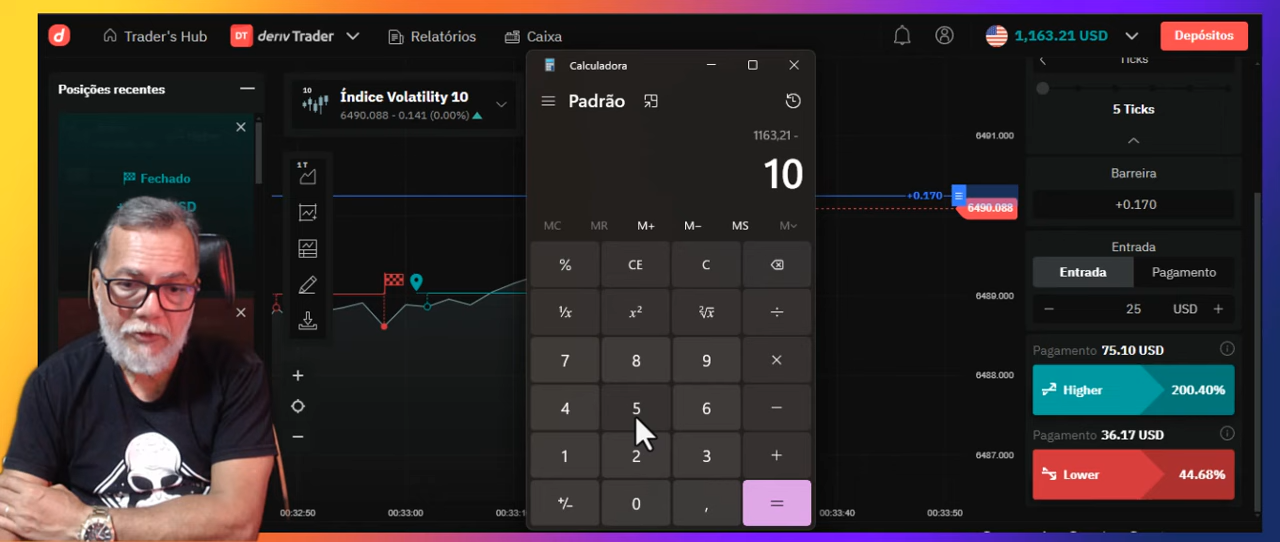 Trader's Hub
DT deriv Trader
Relatórios
Caixa
1,163.21 USD
Depósitos
Posições recentes
Fechado
10
Índice Volatility 10
6490.088 - 0.141 (0.00%)
1T
Calculadora
Padrão
1163,21 -
10
MC MR M+ M− MS M
% CE C
¹/x x² ²√x ÷
7 8 9 ×
4 5 6 −
1 2 3 +
+/− 0 , =
6491.000
+0.170
6490.088
6489.000
6488.000
6487.000
00:32:50 00:33:00 00:33:1
00:33:40 00:33:50
Ticks
5 Ticks
Barreira
+0.170
Entrada
Entrada Pagamento
− 25 USD +
Pagamento 75.10 USD
Higher 200.40%
Pagamento 36.17 USD
Lower 44.68%